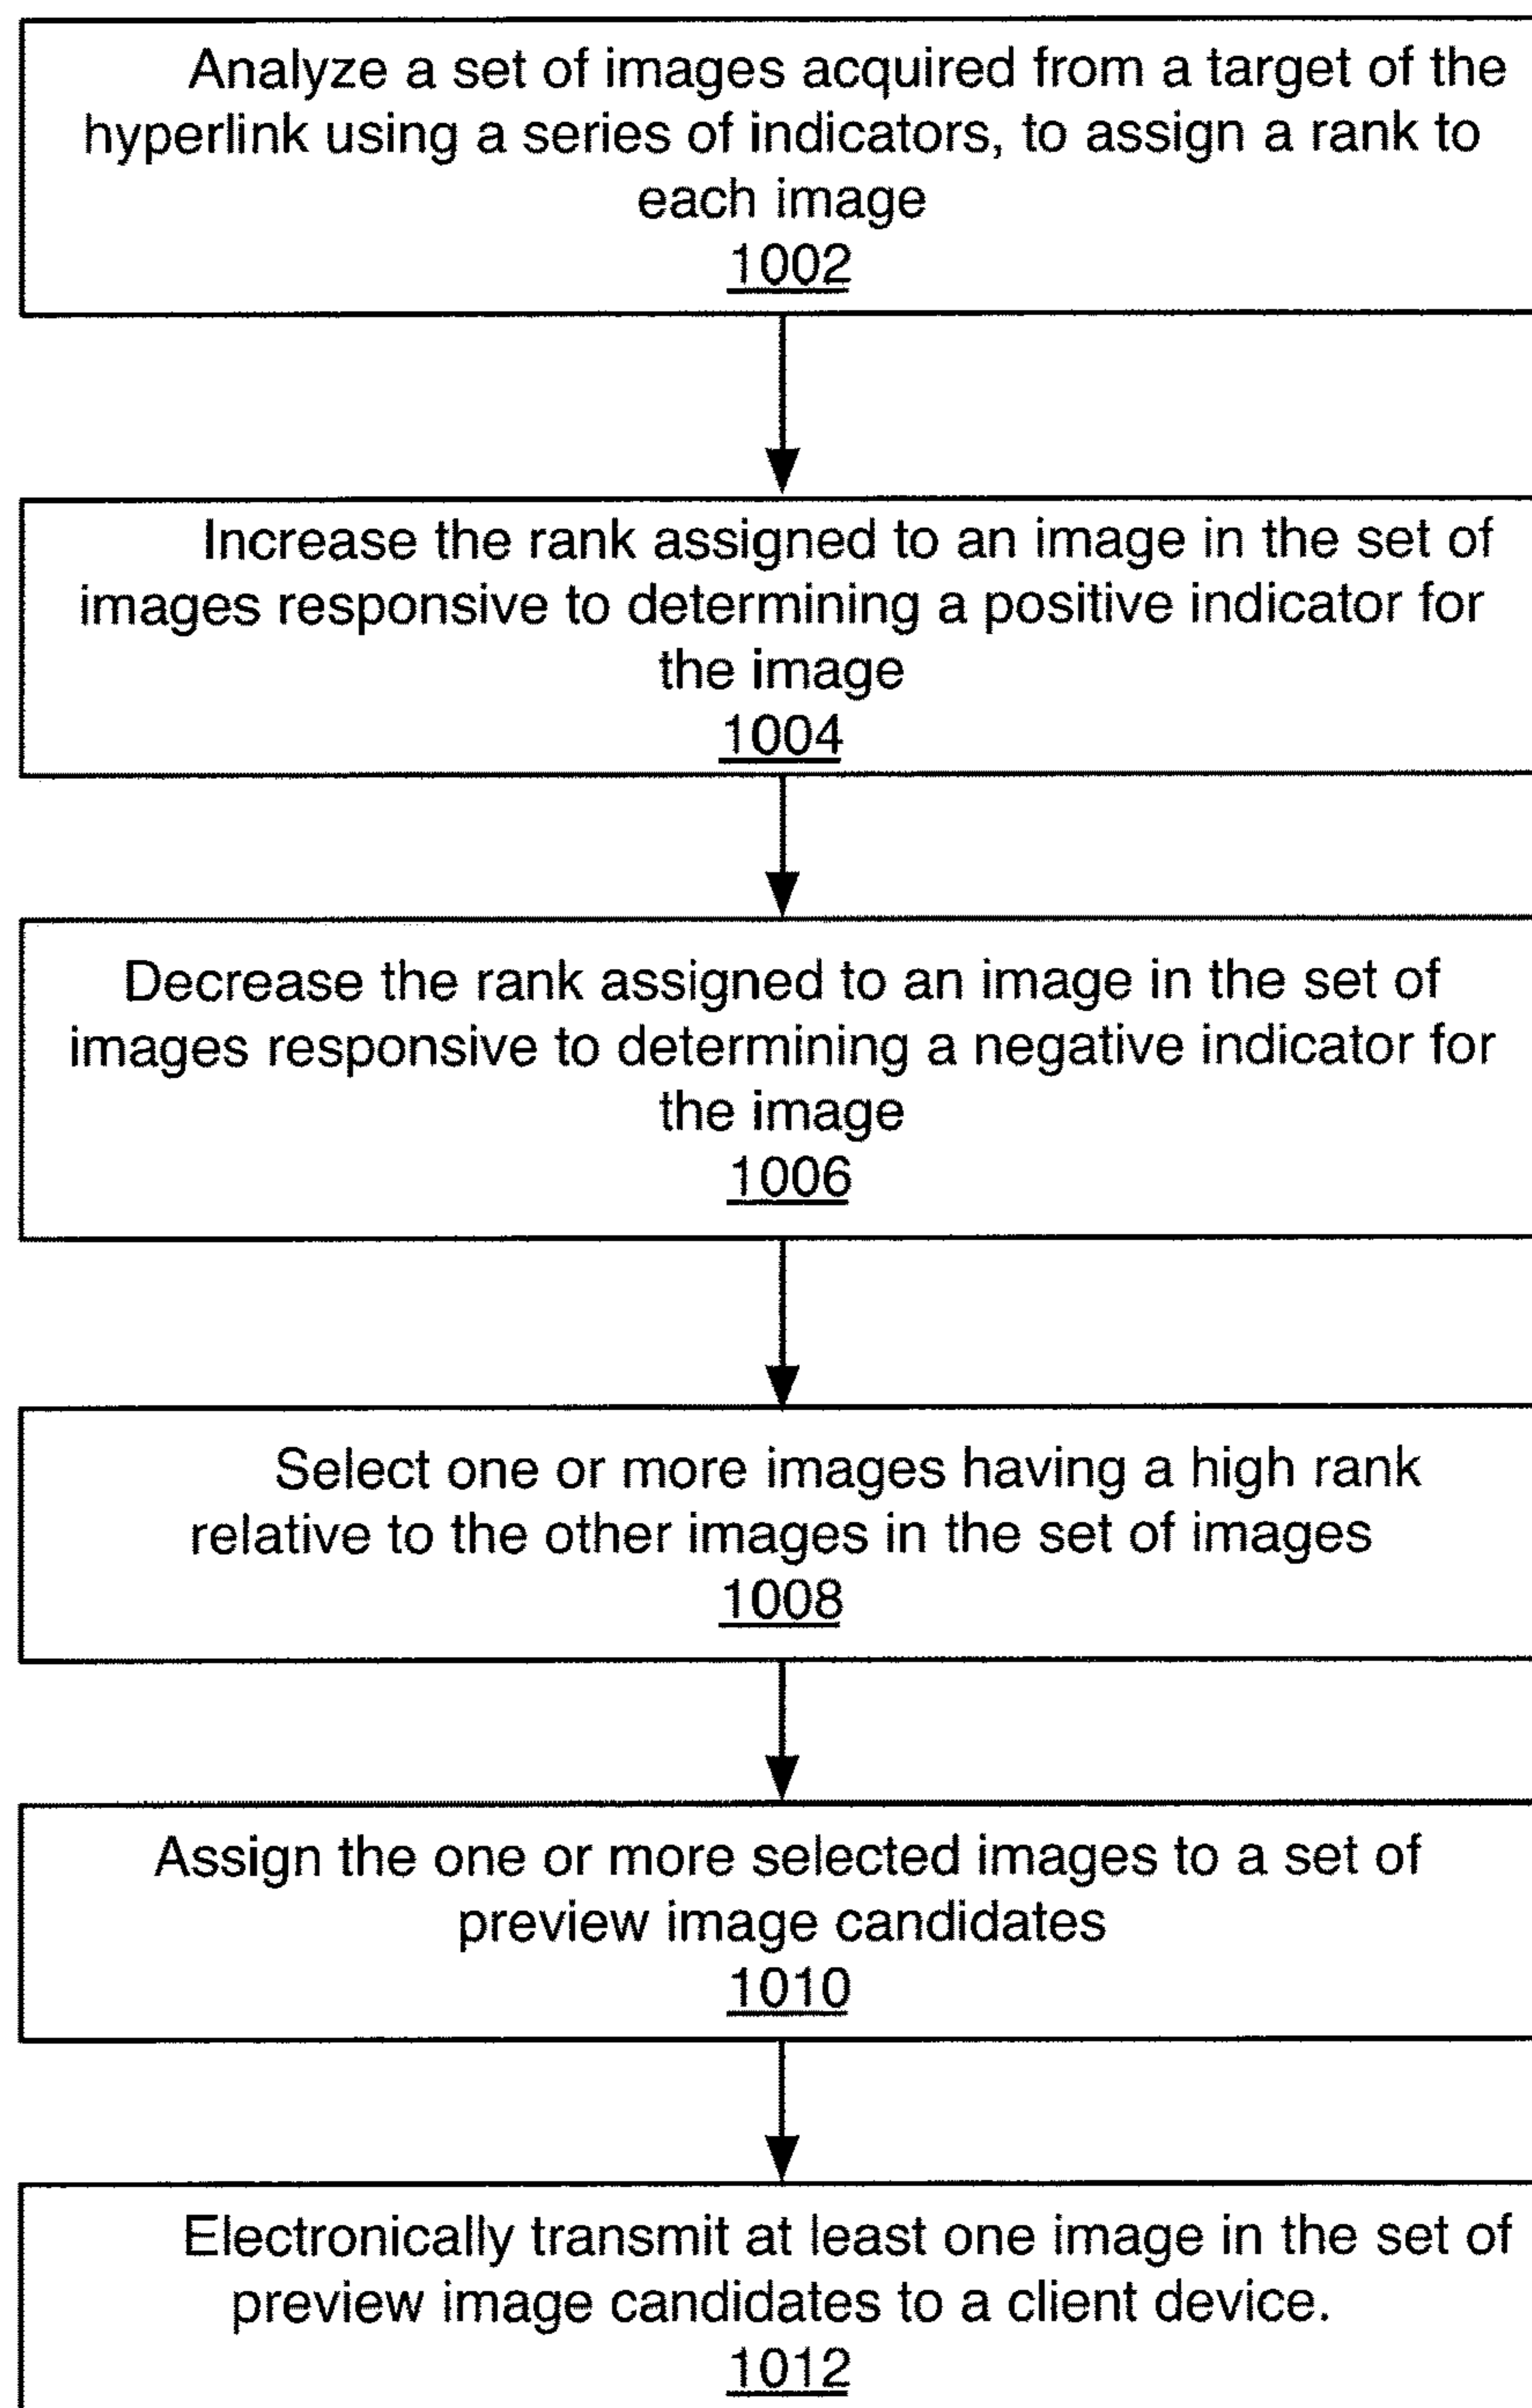 Analyze a set of images acquired from a target of the
hyperlink using a series of indicators, to assign a rank to
each image
1002
Increase the rank assigned to an image in the set of
images responsive to determining a positive indicator for
the image
1004
Decrease the rank assigned to an image in the set of
images responsive to determining a negative indicator for
the image
1006
Select one or more images having a high rank
relative to the other images in the set of images
1008
Assign the one or more selected images to a set of
preview image candidates
1010
Electronically transmit at least one image in the set of
preview image candidates to a client device.
1012